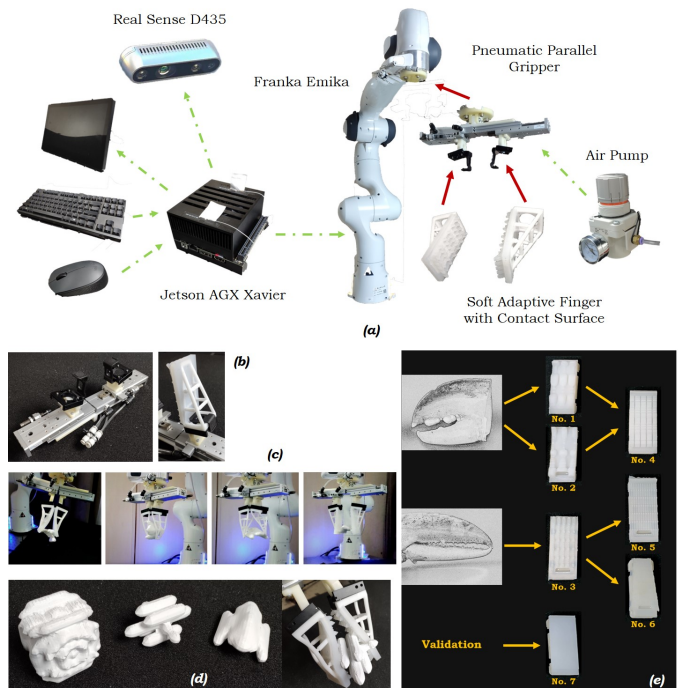 Real Sense D435
Franka Emika
Pneumatic Parallel
Gripper
Air Pump
Jetson AGX Xavier
Soft Adaptive Finger
with Contact Surface
(a)
(b)
(c)
(d)
No. 1
No. 2
No. 4
No. 3
No. 5
No. 6
Validation
No. 7
(e)